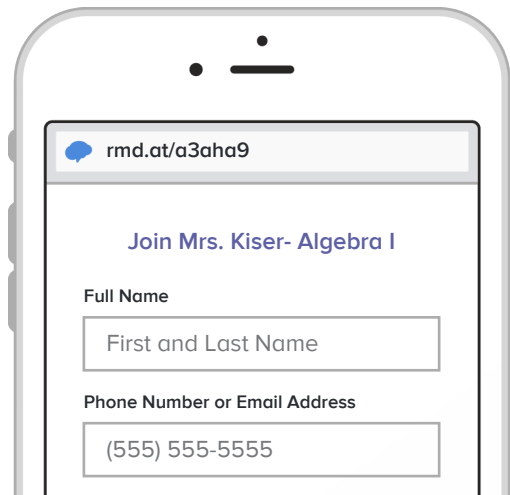 rmd.at/a3aha9
Join Mrs. Kiser- Algebra I
Full Name
First and Last Name
Phone Number or Email Address
(555) 555-5555